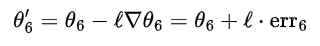 θ′₆ = θ₆ − ℓ∇θ₆ = θ₆ + ℓ · err₆